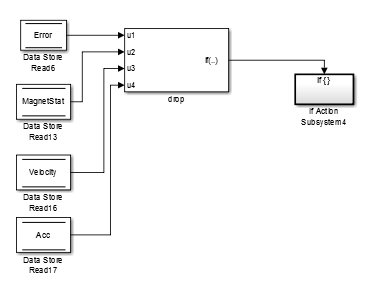 Error
Data Store
Read6
MagnetStat
Data Store
Read13
Velocity
Data Store
Read16
Acc
Data Store
Read17
u1
u2
u3
u4
if(..)
drop
if { }
If Action
Subsystem4